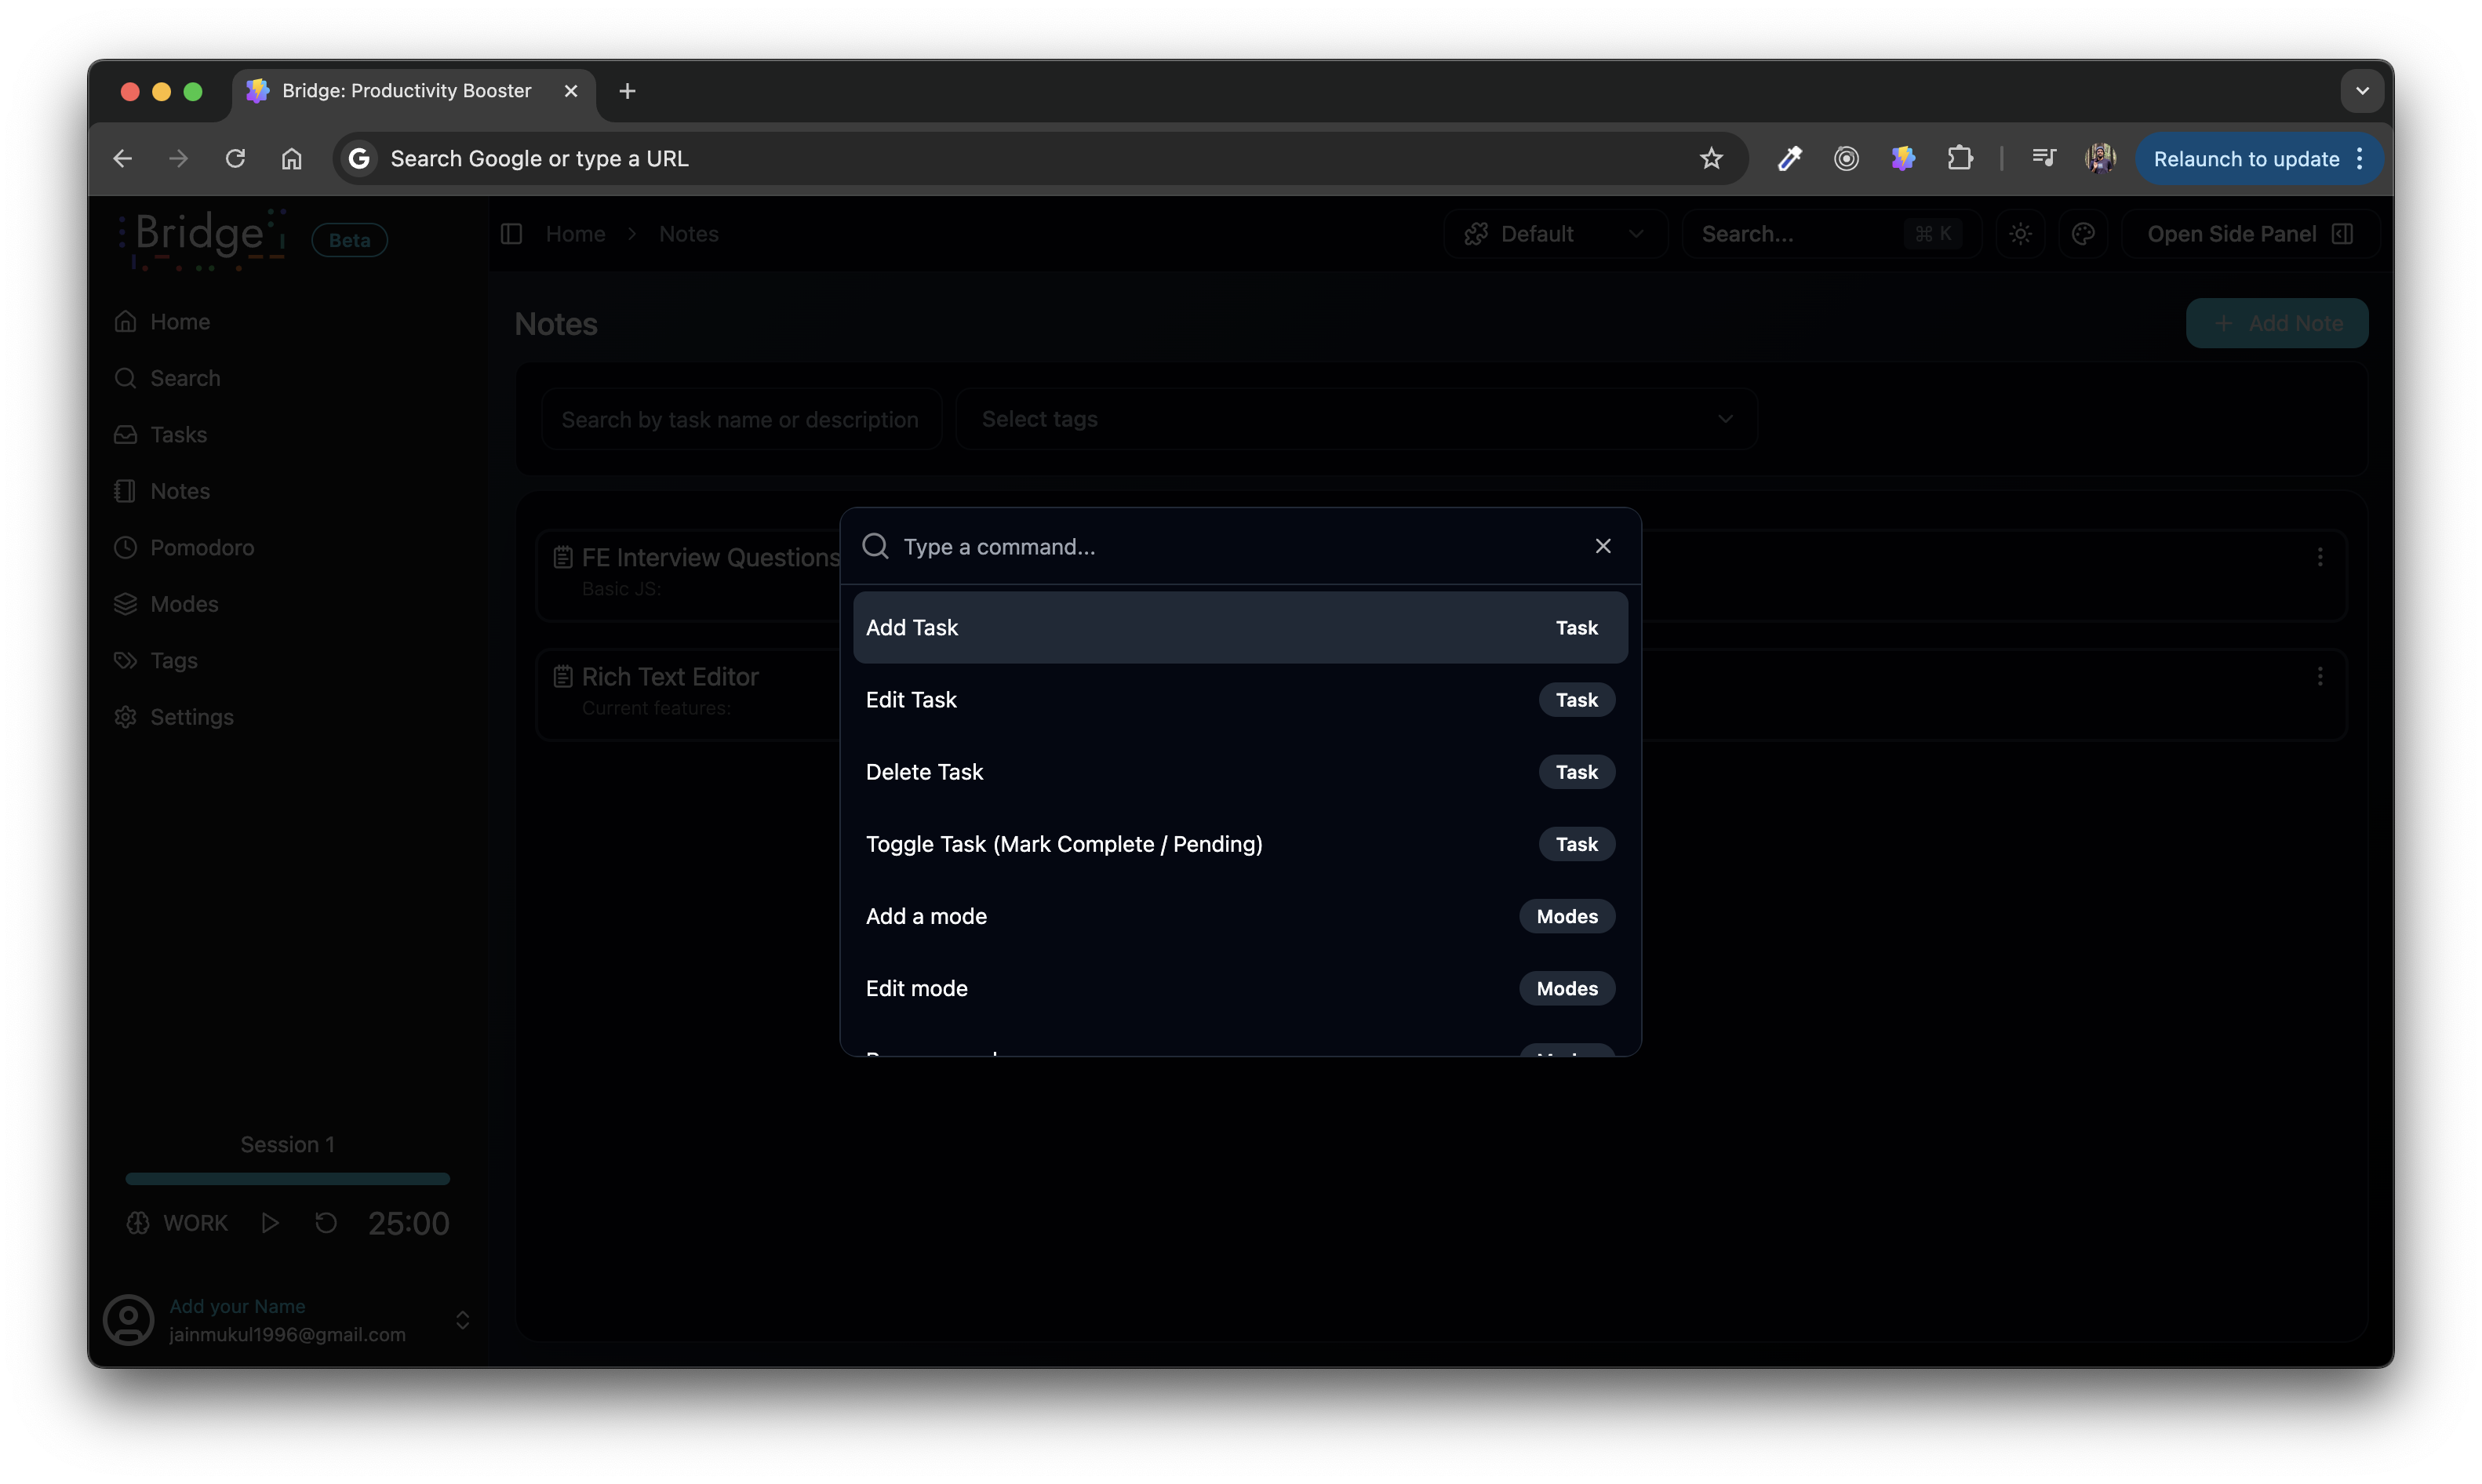 Bridge: Productivity Booster
Search Google or type a URL
Relaunch to update
Bridge
Beta
Home
Notes
Default
Search...
⌘ K
Open Side Panel
Home
Search
Tasks
Notes
Pomodoro
Modes
Tags
Settings
Notes
Add Note
Search by task name or description
Select tags
FE Interview Questions
Basic JS:
Rich Text Editor
Current features:
Type a command...
Add Task Task
Edit Task Task
Delete Task Task
Toggle Task (Mark Complete / Pending) Task
Add a mode Modes
Edit mode Modes
Session 1
WORK
25:00
Add your Name
jainmukul1996@gmail.com